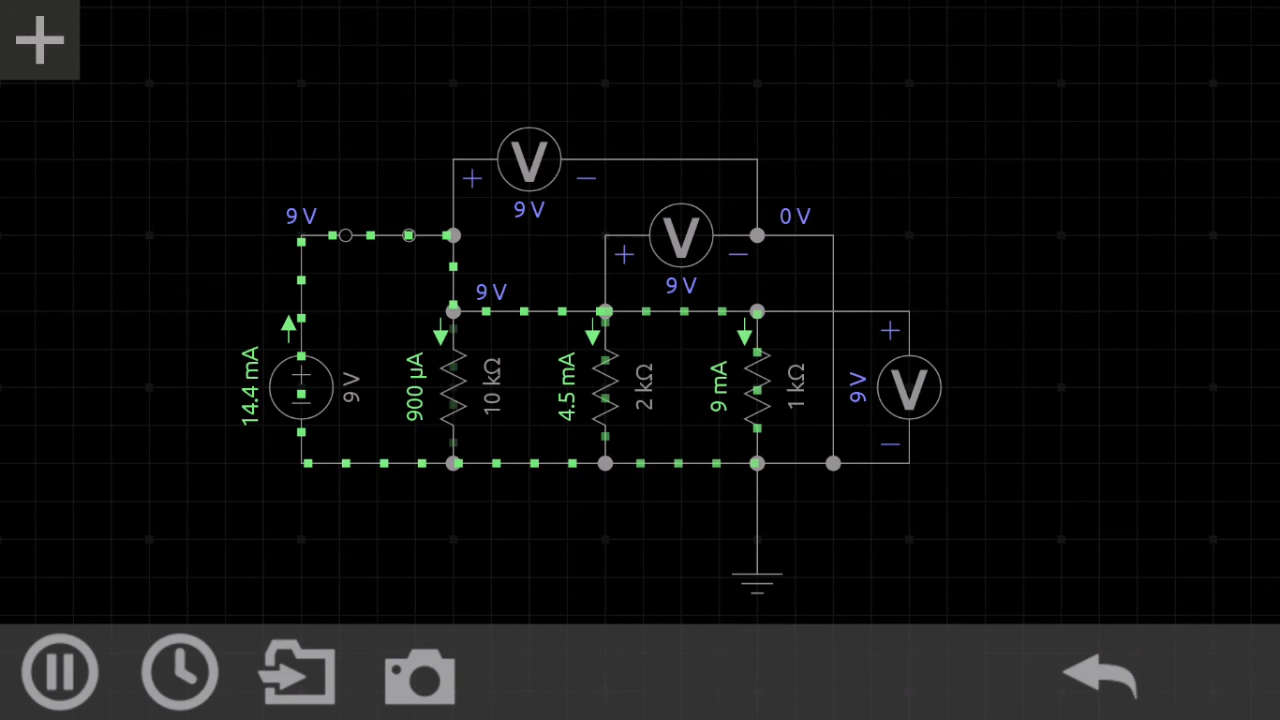 V
+ −
9 V
9 V
0 V
V
+ −
9 V
9 V
14.4 mA
9 V
900 µA
10 kΩ
4.5 mA
2 kΩ
9 mA
1 kΩ
+
9 V
V
−